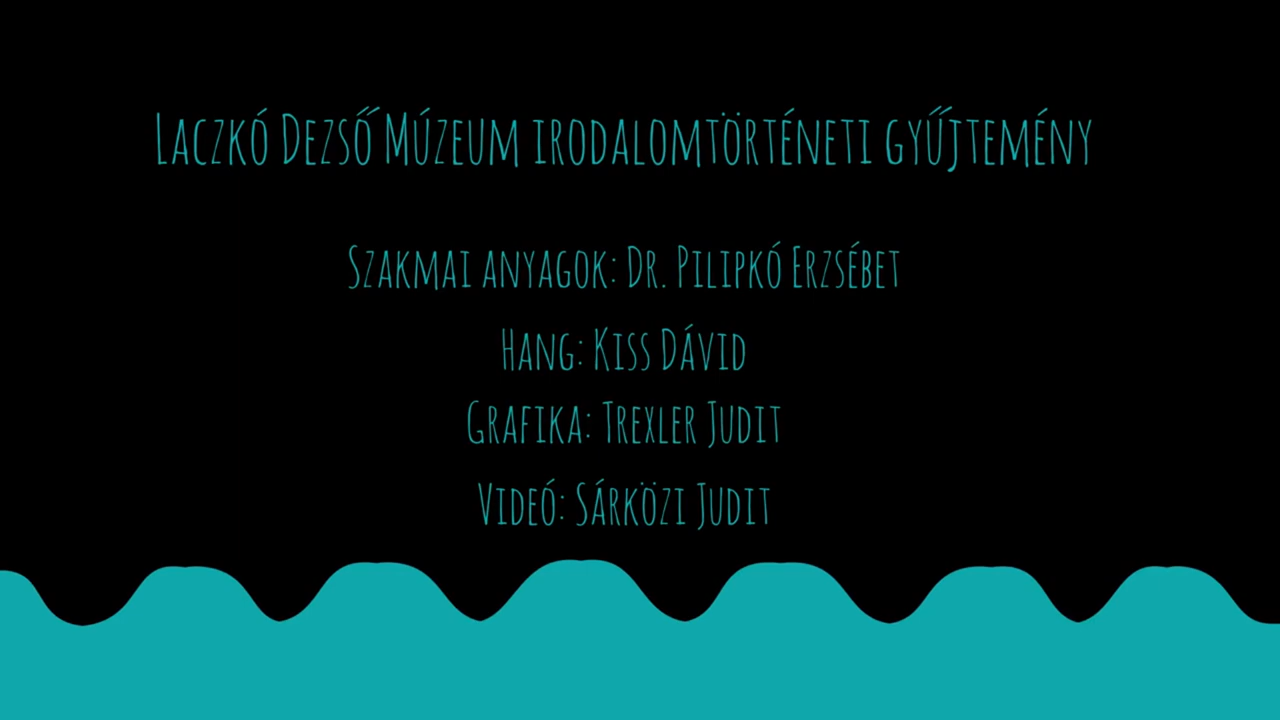 Laczkó Dezső Múzeum irodalomtörténeti gyűjtemény
Szakmai anyagok: Dr. Pilipkó Erzsébet
Hang: Kiss Dávid
Grafika: Trexler Judit
Videó: Sárközi Judit